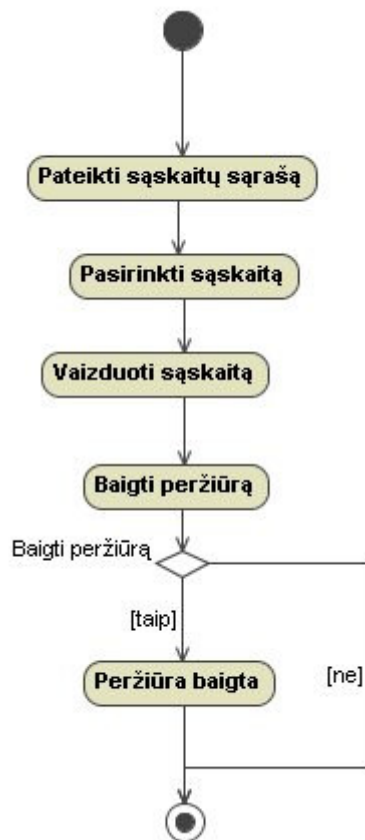 Pateikti sąskaitų sąrašą
Pasirinkti sąskaitą
Vaizduoti sąskaitą
Baigti peržiūrą
Baigti peržiūrą
[taip]
Peržiūra baigta
[ne]